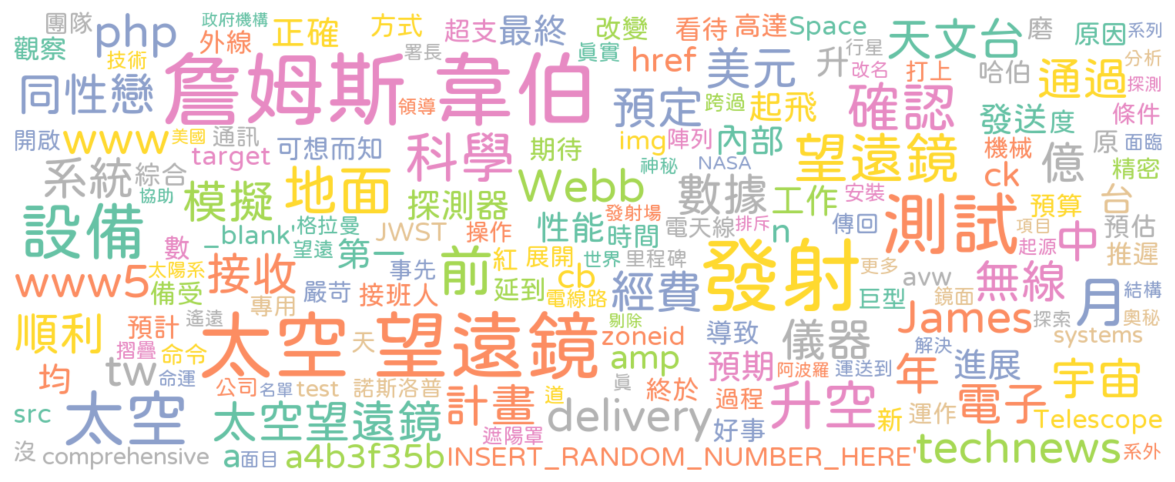 團隊 php 政府機構 外線 正確 方式 署長 超支 最終 改變 看待 高達 Space 天文台 磨 原因 系列
觀察 技術 眞實 href 美元 升 行星 改名 打上 哈伯 通過 分析 探測
同性戀 詹姆斯 韋伯 領導 預定 跨過 起飛 確認 發送 度 條件
開啟 www 美國 通訊 target 可想而知 科學 期待 img 陣列 內部 望遠鏡 機械 億 原 面臨 精密
系統 綜合 協助 模擬 地面 探測器 Webb 神秘 NASA 數據 工作 安裝 ck 預算 台
設備 _blank' 格拉曼 JWST 操作 性能 時間 發射場 電天線 排斥 n 傳回 測試 項目 中 預估
數 望遠 第一 前 紅 展開 世界 里程碑 發射 更多 起源 推遲
www5 太陽系 備受 接收 事先 嚴苛 接班人 延到 cb 電線路 經費 巨型 avw 鏡面 無線 探索 月 結構 奧秘
順利 預計 專用 遙遠 太空 望遠鏡 剔除 zoneid 導致 儀器 James systems
摺疊 命令 天 amp 預期 阿波羅 運送到 解決 進展
均 tw 命運 公司 名單 test 諾斯洛普 道 眞 終於 過程 年 宇宙
src 太空 太空望遠鏡 計畫 delivery 好事 升空 新 運作 電子 Telescope
沒 comprehensive a 面目 a4b3f35b 遮陽罩 INSERT_RANDOM_NUMBER_HERE' technews 系外